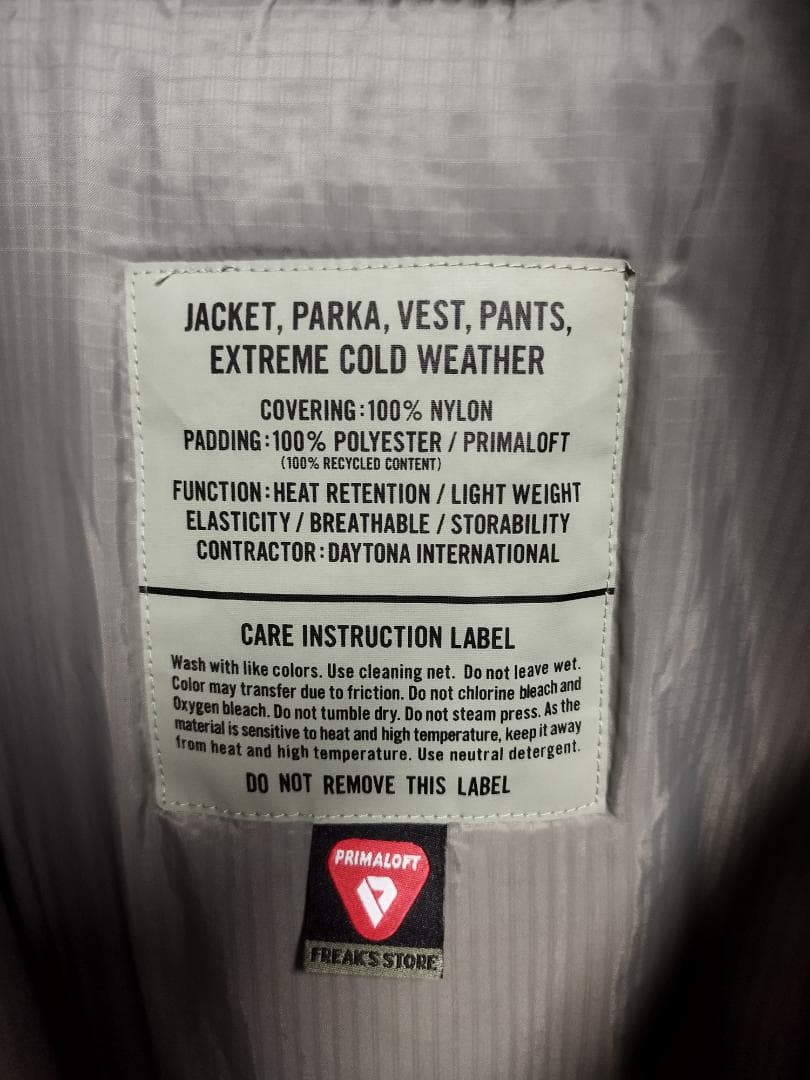 JACKET, PARKA, VEST, PANTS,
EXTREME COLD WEATHER
COVERING:100% NYLON
PADDING:100% POLYESTER / PRIMALOFT
(100% RECYCLED CONTENT)
FUNCTION:HEAT RETENTION / LIGHT WEIGHT
ELASTICITY / BREATHABLE / STORABILITY
CONTRACTOR:DAYTONA INTERNATIONAL
CARE INSTRUCTION LABEL
Wash with like colors. Use cleaning net. Do not leave wet.
Color may transfer due to friction. Do not chlorine bleach and
Oxygen bleach. Do not tumble dry. Do not steam press. As the
material is sensitive to heat and high temperature, keep it away
from heat and high temperature. Use neutral detergent.
DO NOT REMOVE THIS LABEL
PRIMALOFT
FREAK'S STORE